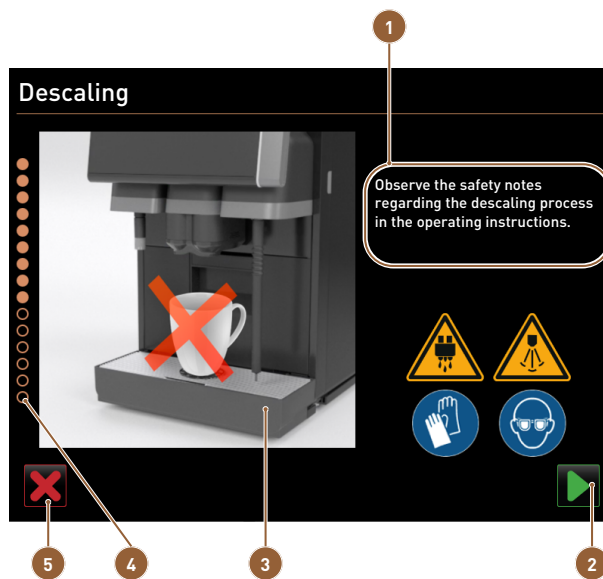 1
Descaling
Observe the safety notes
regarding the descaling process
in the operating instructions.
5
4
3
2